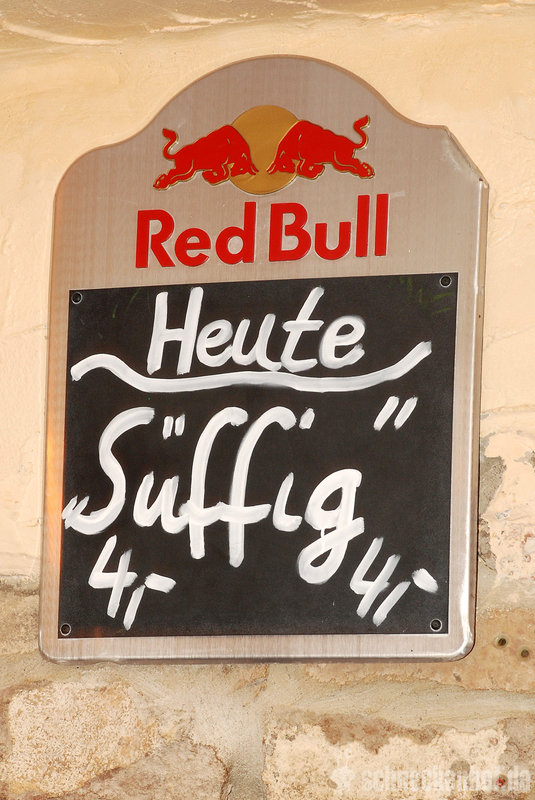 Red Bull
Heute
„Süffig"
4,- 4,-